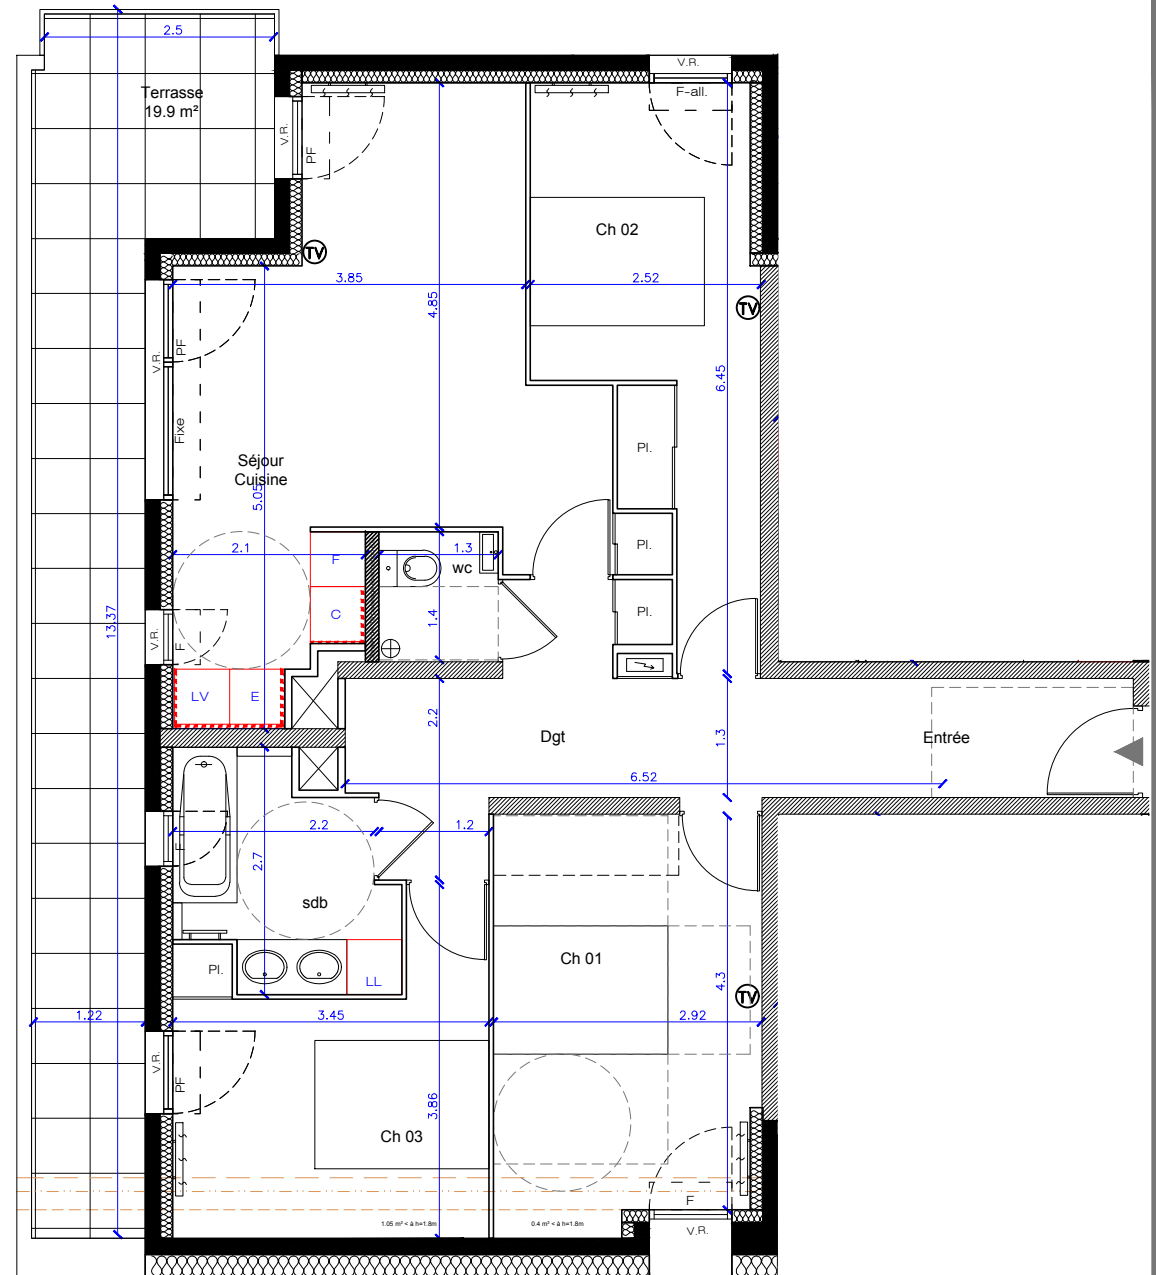 2.5
V.R.
Terrasse
19.9 m²
F-all.
V.R.
PF
Ch 02
TV
3.85
2.52
4.85
TV
V.R.
PF
6.45
Fixe
Pl.
Séjour
Cuisine
5.05
2.1
F
1.3
wc
Pl.
C
1.4
Pl.
13.37
V.R.
F
LV
E
2.2
Dgt
1.3
Entrée
6.52
2.2
1.2
F
2.7
sdb
Ch 01
Pl.
LL
4.3
TV
1.22
3.45
2.92
V.R.
PF
3.86
Ch 03
F
1.05 m² < à h=1.8m
0.4 m² < à h=1.8m
V.R.